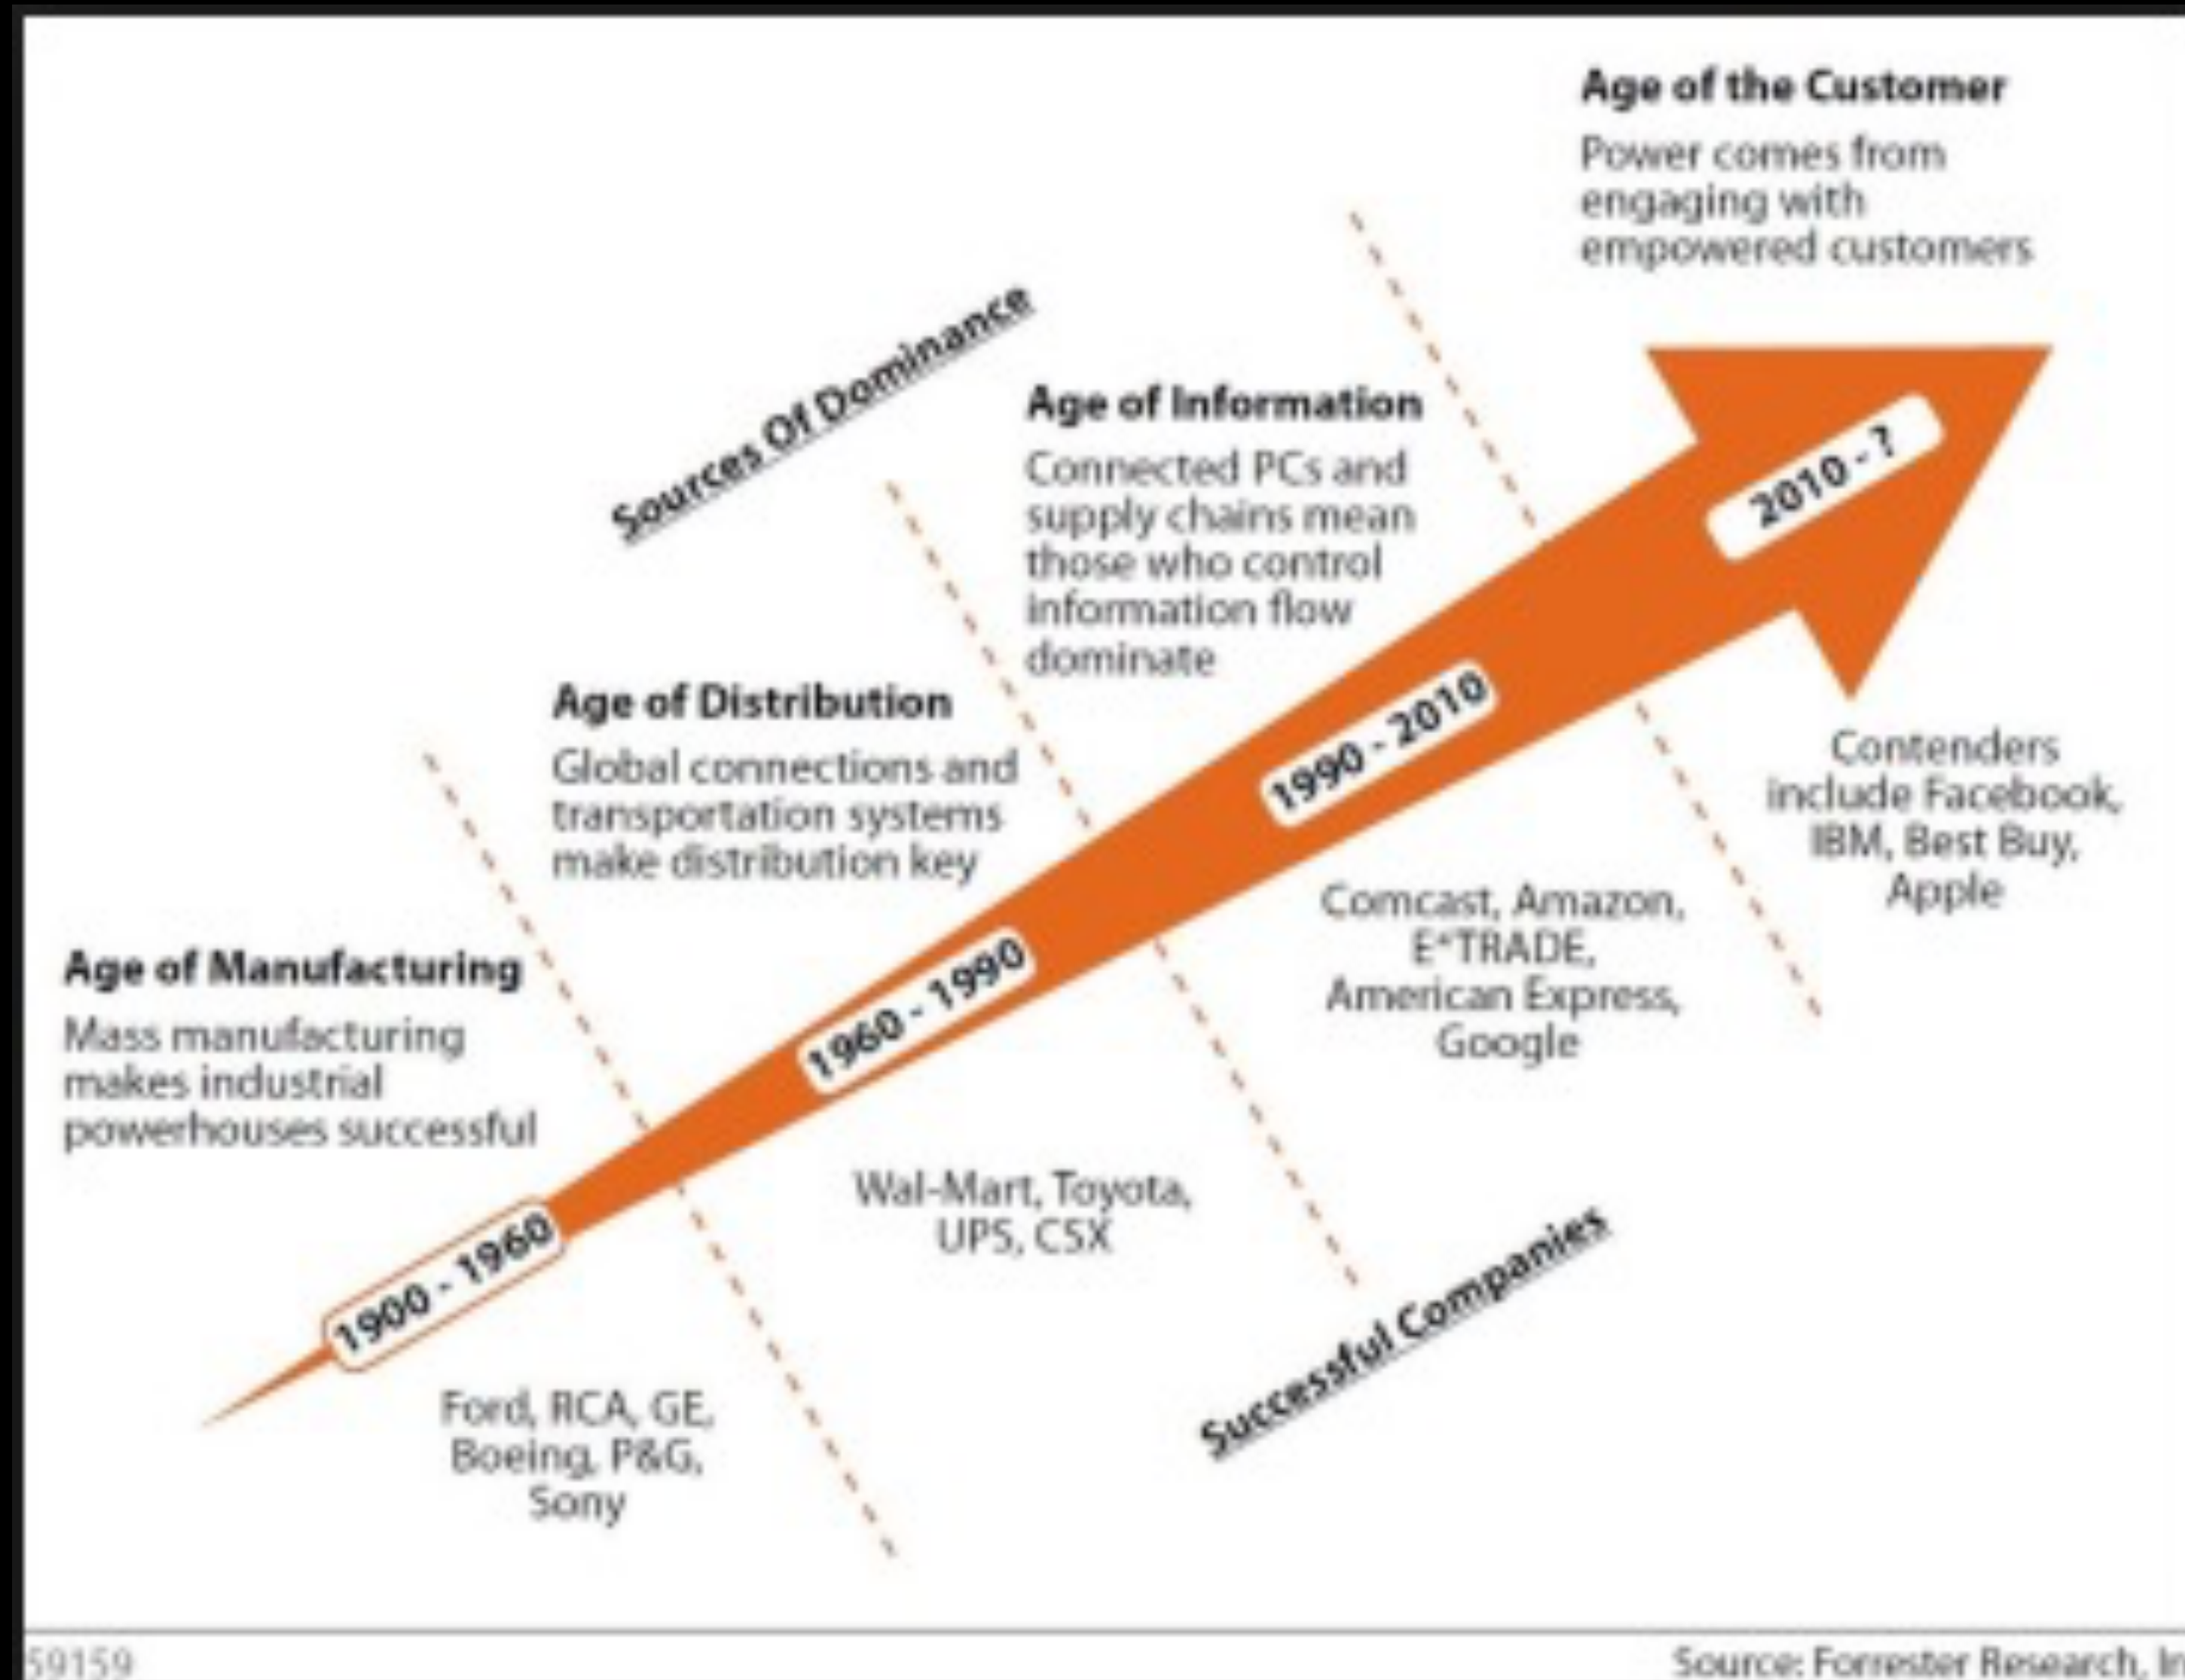 Age of the Customer
Power comes from
engaging with
empowered customers
Sources Of Dominance
Age of Information
Connected PCs and
supply chains mean
those who control
information flow
dominate
2010 - ?
Age of Distribution
Global connections and
transportation systems
make distribution key
1990 - 2010
Contenders
include Facebook,
IBM, Best Buy,
Apple
Age of Manufacturing
Mass manufacturing
makes industrial
powerhouses successful
1960 - 1990
Comcast, Amazon,
E*TRADE,
American Express,
Google
1900 - 1960
Wal-Mart, Toyota,
UPS, CSX
Successful Companies
Ford, RCA, GE,
Boeing, P&G,
Sony
59159
Source: Forrester Research, In